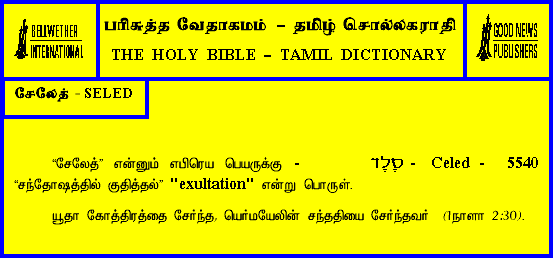 BELLWETHER
INTERNATIONAL
பரிசுத்த வேதாகமம் – தமிழ் சொல்லகராதி
THE HOLY BIBLE – TAMIL DICTIONARY
GOOD NEWS
PUBLISHERS
சேலேத் - SELED
“சேலேத்” என்னும் எபிரெய பெயருக்கு - סֶלֶד - Celed - 5540
“சந்தோஷத்தில் குதித்தல்” "exultation" என்று பொருள்.
யூதா கோத்திரத்தை சேர்ந்த, யெர்மயேலின் சந்ததியை சேர்ந்தவர் (1நாளா 2:30).